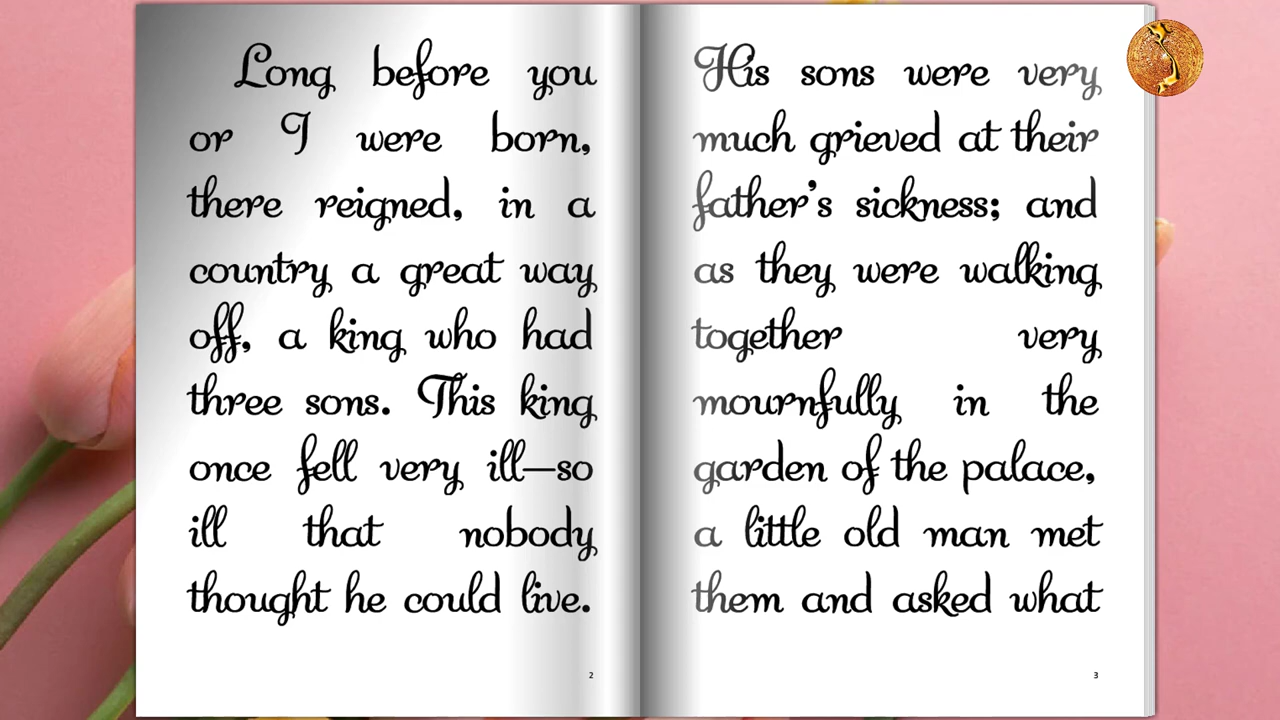 Long before you
or I were born,
there reigned, in a
country a great way
off, a king who had
three sons. This king
once fell very ill—so
ill that nobody
thought he could live.
2
His sons were very
much grieved at their
father's sickness; and
as they were walking
together very
mournfully in the
garden of the palace,
a little old man met
them and asked what
3